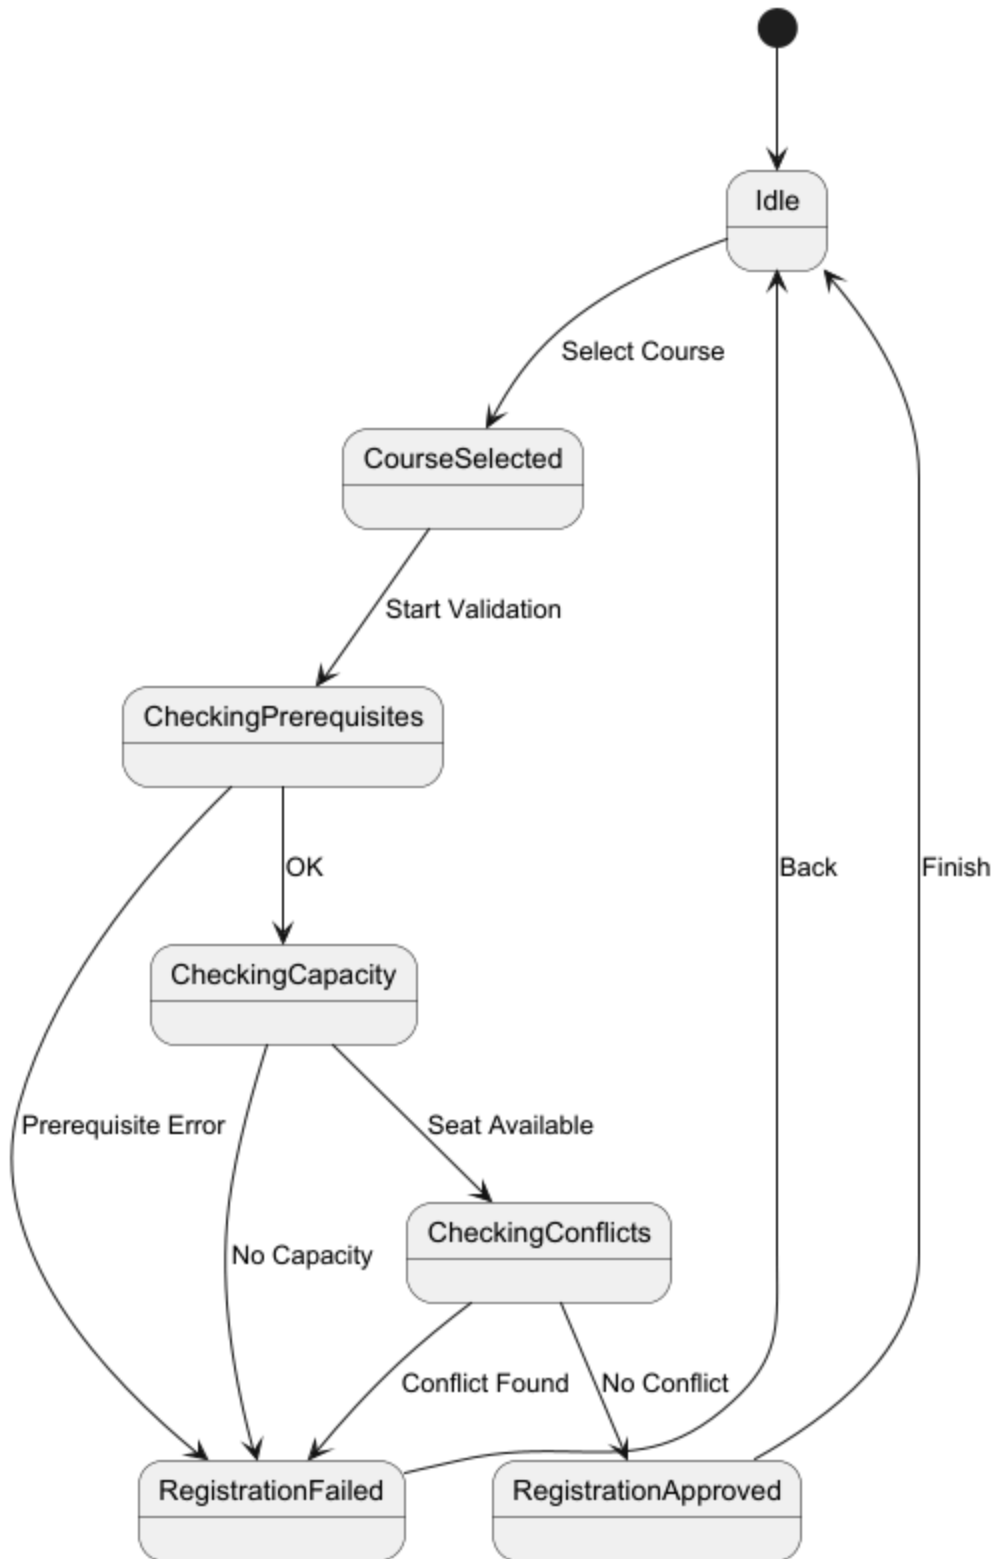 Idle
Select Course
CourseSelected
Start Validation
CheckingPrerequisites
OK
Back
Finish
CheckingCapacity
Prerequisite Error
Seat Available
CheckingConflicts
No Capacity
Conflict Found
No Conflict
RegistrationFailed
RegistrationApproved